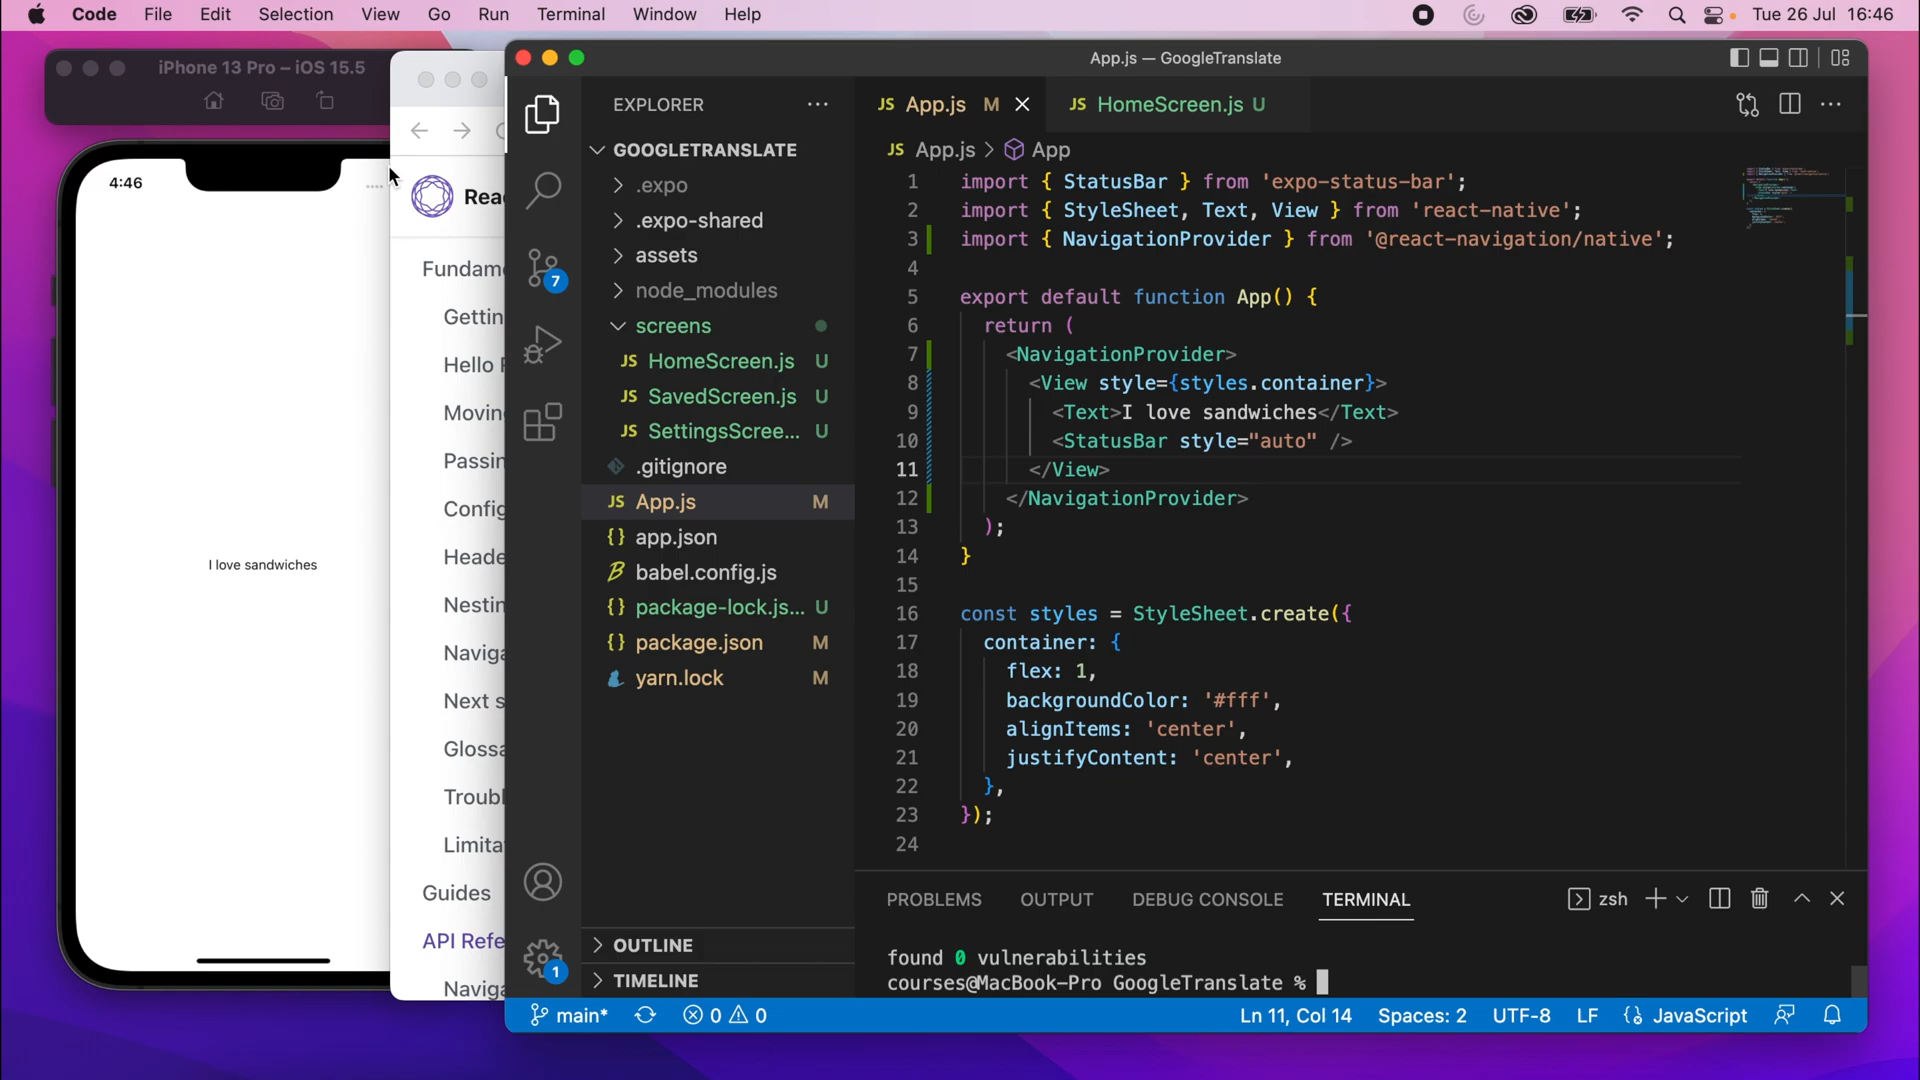 Code File Edit Selection View Go Run Terminal Window Help Tue 26 Jul 16:46
iPhone 13 Pro – iOS 15.5
4:46
I love sandwiches
Rea
Fundam
Gettin
Hello R
Movin
Passin
Config
Heade
Nestin
Naviga
Next s
Glossa
Troubl
Limita
Guides
API Refe
Naviga
App.js — GoogleTranslate
7
1
EXPLORER
GOOGLETRANSLATE
.expo
.expo-shared
assets
node_modules
screens
JS HomeScreen.js U
JS SavedScreen.js U
JS SettingsScree... U
.gitignore
JS App.js M
{} app.json
babel.config.js
{} package-lock.js... U
{} package.json M
yarn.lock M
OUTLINE
TIMELINE
JS App.js M JS HomeScreen.js U
JS App.js > App
1 import { StatusBar } from 'expo-status-bar';
2 import { StyleSheet, Text, View } from 'react-native';
3 import { NavigationProvider } from '@react-navigation/native';
4
5 export default function App() {
6 return (
7 <NavigationProvider>
8 <View style={styles.container}>
9 <Text>I love sandwiches</Text>
10 <StatusBar style="auto" />
11 </View>
12 </NavigationProvider>
13 );
14 }
15
16 const styles = StyleSheet.create({
17 container: {
18 flex: 1,
19 backgroundColor: '#fff',
20 alignItems: 'center',
21 justifyContent: 'center',
22 },
23 });
24
PROBLEMS OUTPUT DEBUG CONSOLE TERMINAL zsh
found 0 vulnerabilities
courses@MacBook-Pro GoogleTranslate %
main* 0 0 Ln 11, Col 14 Spaces: 2 UTF-8 LF {} JavaScript